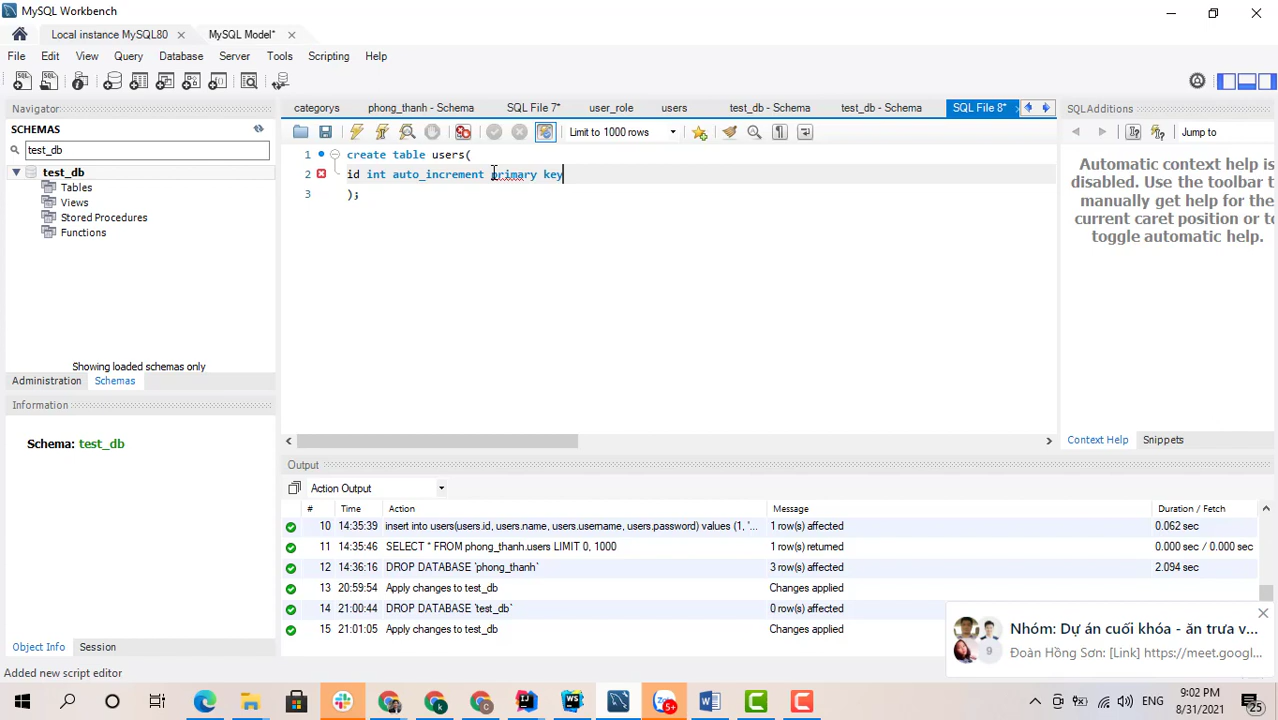 MySQL Workbench
Local instance MySQL80
MySQL Model*
File Edit View Query Database Server Tools Scripting Help
Navigator
SCHEMAS
test_db
test_db
Tables
Views
Stored Procedures
Functions
Showing loaded schemas only
Administration Schemas
Information
Schema: test_db
Object Info Session
Added new script editor
categorys phong_thanh - Schema SQL File 7* user_role users test_db - Schema test_db - Schema SQL File 8*
Limit to 1000 rows
1 create table users(
2 id int auto_increment primary key
3 );
SQLAdditions
Jump to
Automatic context help is
disabled. Use the toolbar t
manually get help for the
current caret position or to
toggle automatic help.
Context Help Snippets
Output
Action Output
# Time Action Message Duration / Fetch
10 14:35:39 insert into users(users.id, users.name, users.username, users.password) values (1, '... 1 row(s) affected 0.062 sec
11 14:35:46 SELECT * FROM phong_thanh.users LIMIT 0, 1000 1 row(s) returned 0.000 sec / 0.000 sec
12 14:36:16 DROP DATABASE `phong_thanh` 3 row(s) affected 2.094 sec
13 20:59:54 Apply changes to test_db Changes applied
14 21:00:44 DROP DATABASE `test_db` 0 row(s) affected
15 21:01:05 Apply changes to test_db Changes applied
9
Nhóm: Dự án cuối khóa - ăn trưa v...
Đoàn Hồng Sơn: [Link] https://meet.googl...
5+
ENG
9:02 PM
8/31/2021
25